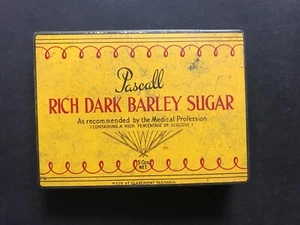 Pascall
RICH DARK BARLEY SUGAR
As recommended by the Medical Profession
(CONTAINING A HIGH PERCENTAGE OF GLUCOSE)
NET
MADE AT CLAREMONT TASMANIA